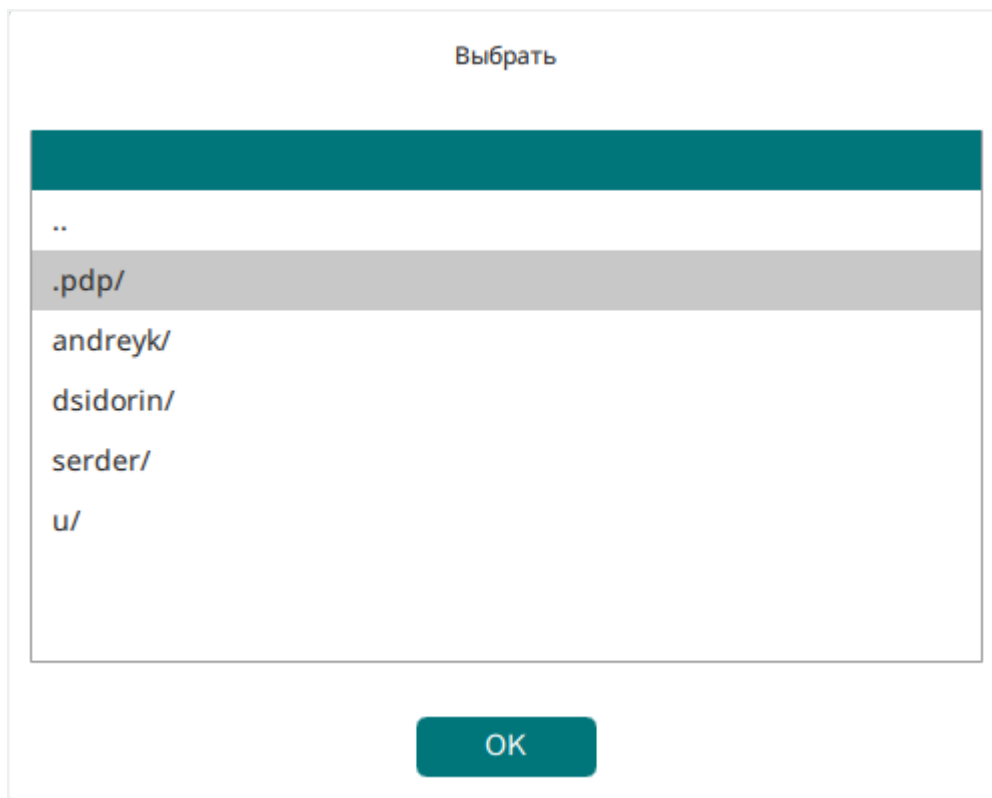 Выбрать
..
.pdp/
andreyk/
dsidorin/
serder/
u/
OK